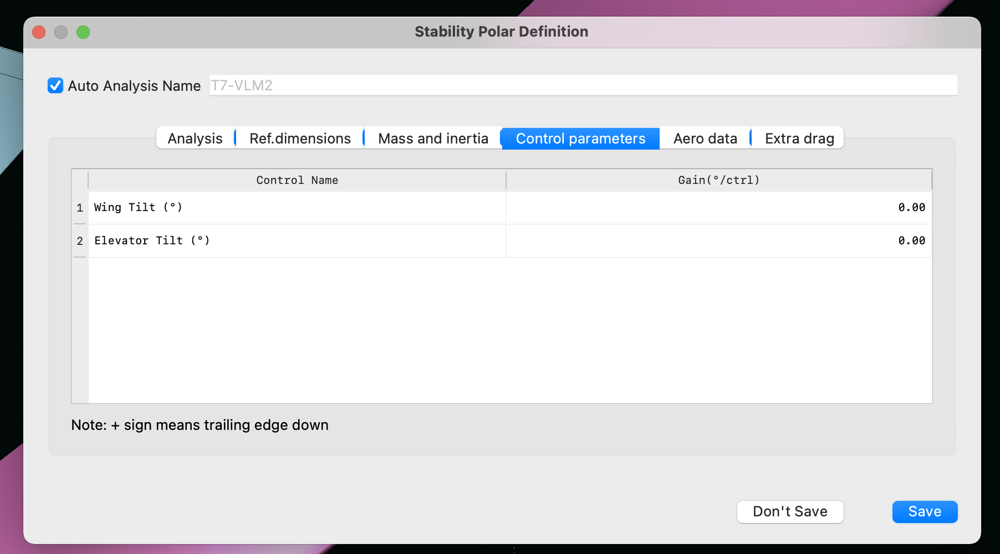 Stability Polar Definition
Auto Analysis Name T7-VLM2
Analysis Ref.dimensions Mass and inertia Control parameters Aero data Extra drag
Control Name Gain(°/ctrl)
1 Wing Tilt (°) 0.00
2 Elevator Tilt (°) 0.00
Note: + sign means trailing edge down
Don't Save Save